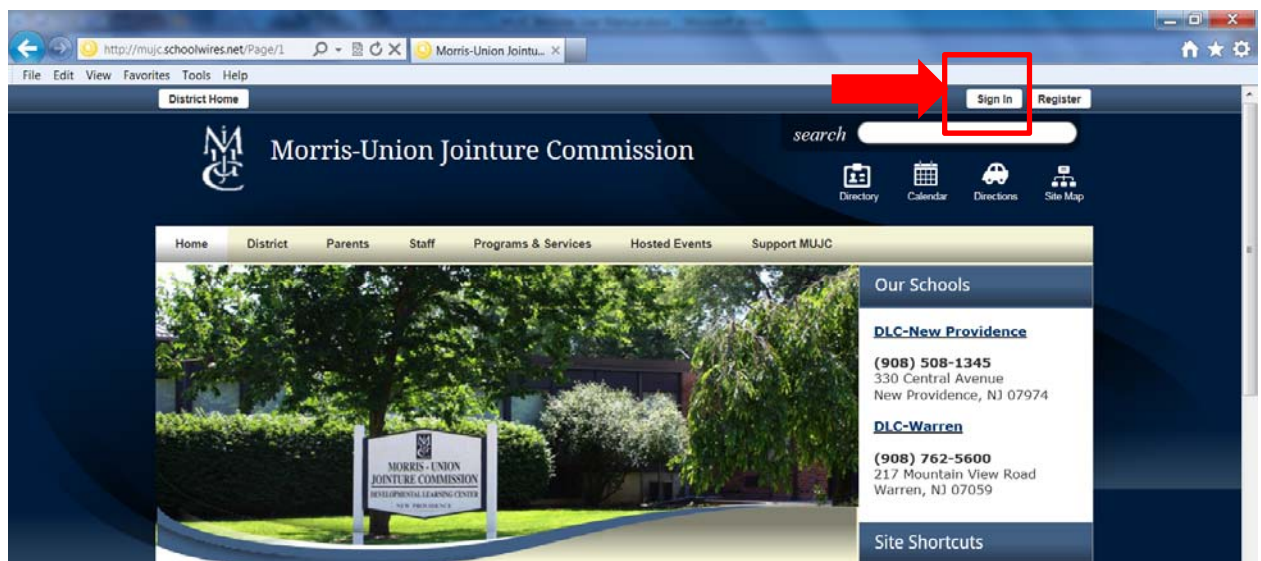 http://mujc.schoolwires.net/Page/1
Morris-Union Jointu...
File Edit View Favorites Tools Help
District Home
Sign In
Register
MUJC
Morris-Union Jointure Commission
search
Directory
Calendar
Directions
Site Map
Home
District
Parents
Staff
Programs & Services
Hosted Events
Support MUJC
MORRIS - UNION
JOINTURE COMMISSION
DEVELOPMENTAL LEARNING CENTER
NEW PROVIDENCE
Our Schools
DLC-New Providence
(908) 508-1345
330 Central Avenue
New Providence, NJ 07974
DLC-Warren
(908) 762-5600
217 Mountain View Road
Warren, NJ 07059
Site Shortcuts